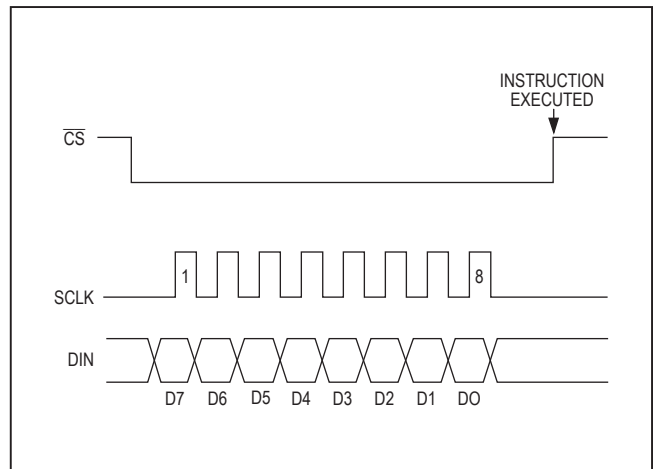 INSTRUCTION
EXECUTED
CS
1
8
SCLK
DIN
D7 D6 D5 D4 D3 D2 D1 DO